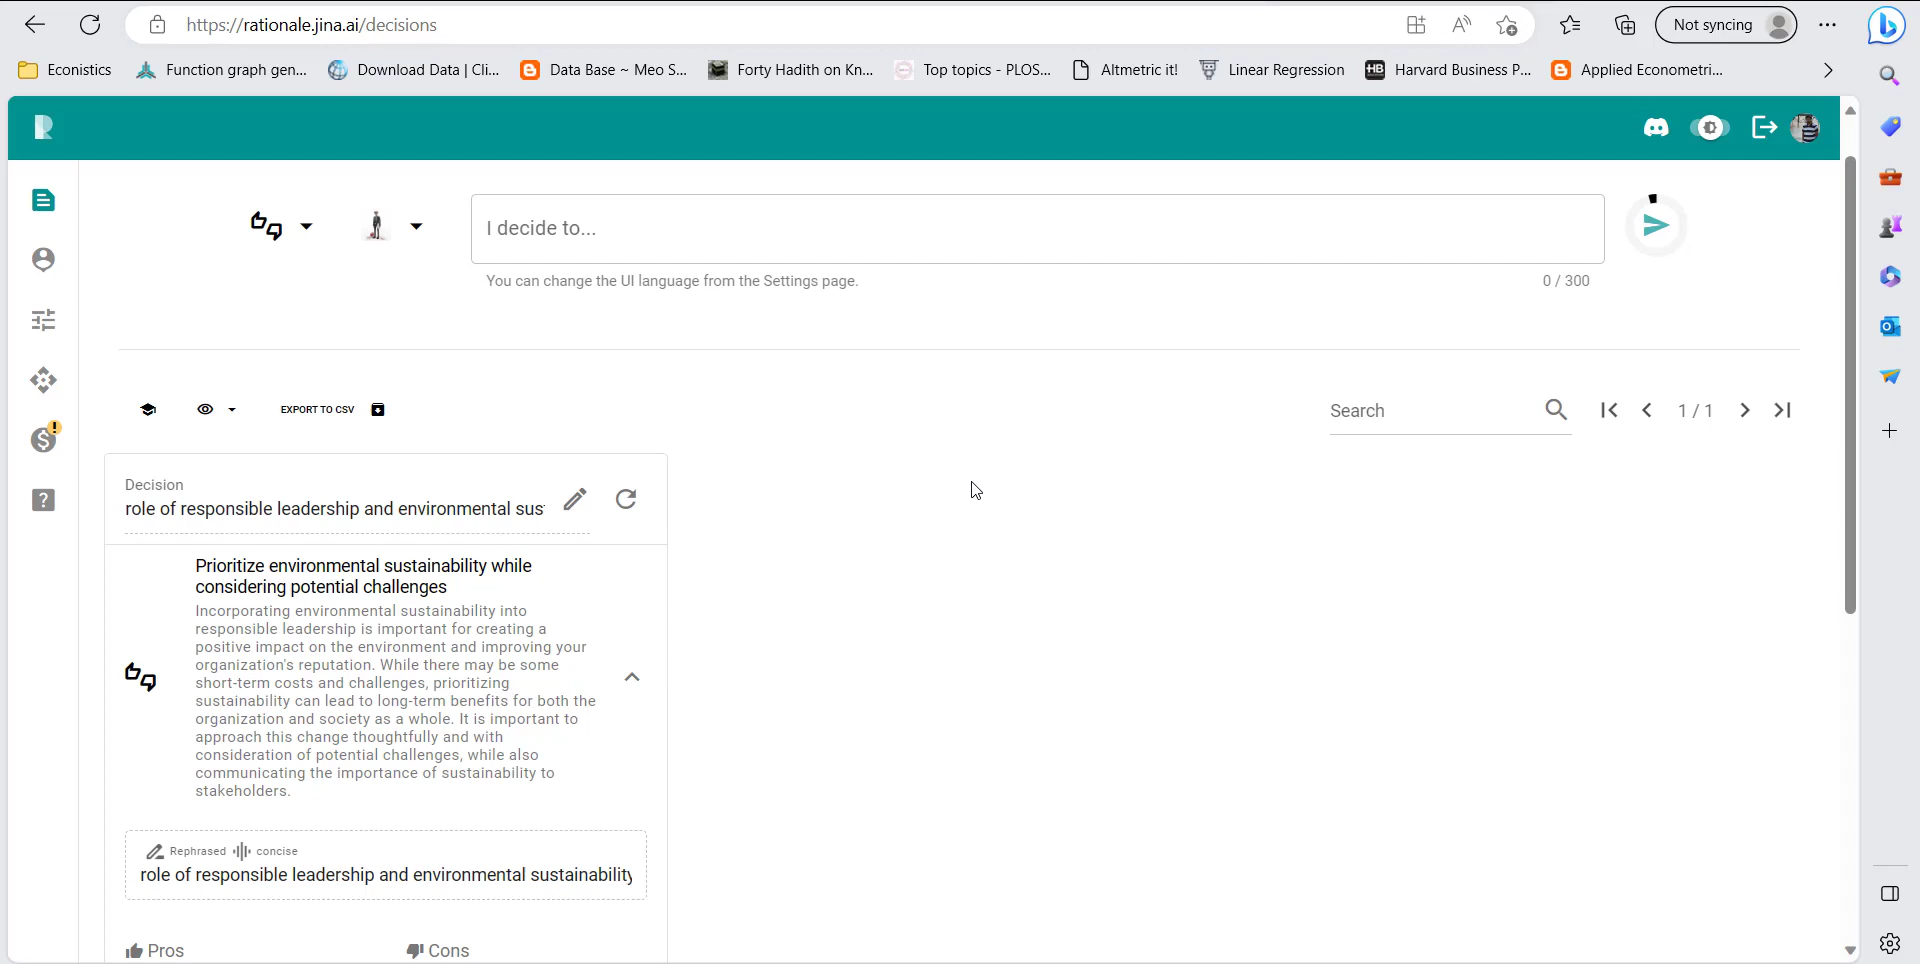 https://rationale.jina.ai/decisions
Not syncing
Econistics
Function graph gen...
Download Data | Cli...
Data Base ~ Meo S...
Forty Hadith on Kn...
Top topics - PLOS...
Altmetric it!
Linear Regression
HB
Harvard Business P...
Applied Econometri...
I decide to...
You can change the UI language from the Settings page.
0 / 300
EXPORT TO CSV
Search
1 / 1
Decision
role of responsible leadership and environmental sus
Prioritize environmental sustainability while
considering potential challenges
Incorporating environmental sustainability into
responsible leadership is important for creating a
positive impact on the environment and improving your
organization's reputation. While there may be some
short-term costs and challenges, prioritizing
sustainability can lead to long-term benefits for both the
organization and society as a whole. It is important to
approach this change thoughtfully and with
consideration of potential challenges, while also
communicating the importance of sustainability to
stakeholders.
Rephrased concise
role of responsible leadership and environmental sustainability
Pros
Cons